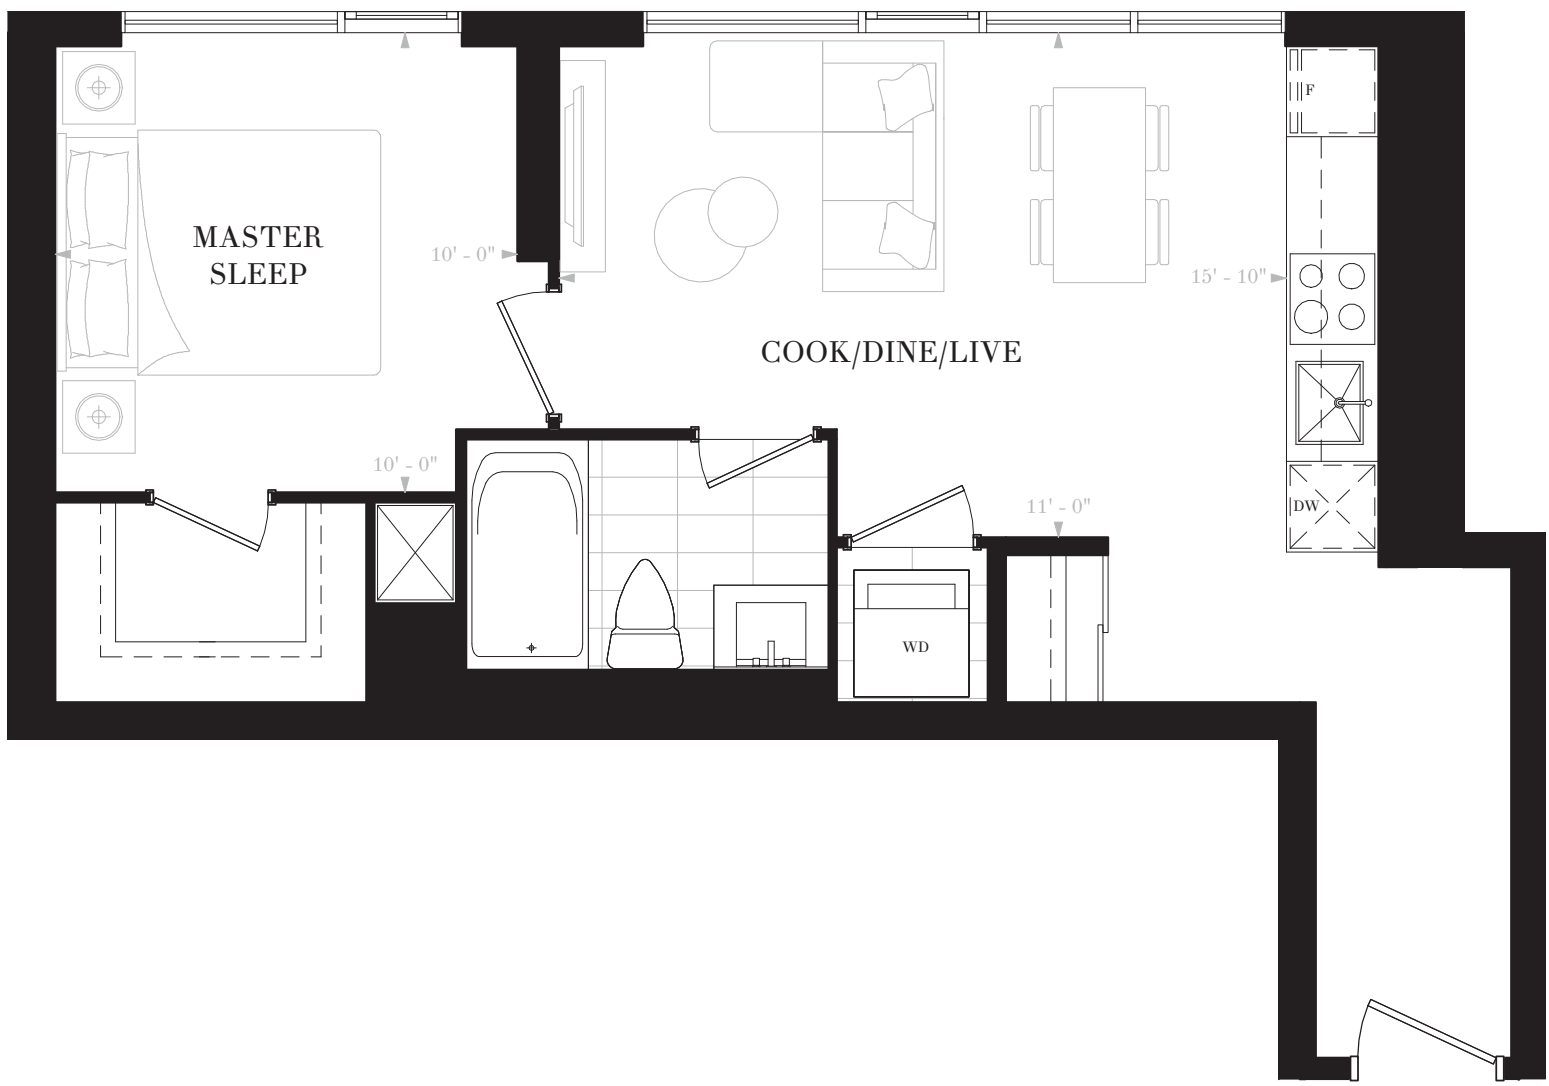 F
MASTER
SLEEP
10' - 0"
15' - 10"
COOK/DINE/LIVE
10' - 0"
11' - 0"
DW
WD